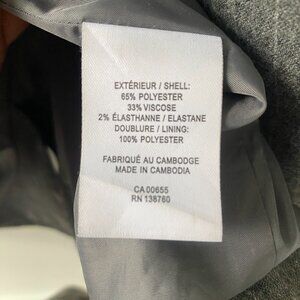 EXTÉRIEUR / SHELL:
65% POLYESTER
33% VISCOSE
2% ÉLASTHANNE / ELASTANE
DOUBLURE / LINING:
100% POLYESTER
FABRIQUÉ AU CAMBODGE
MADE IN CAMBODIA
CA 00655
RN 138760